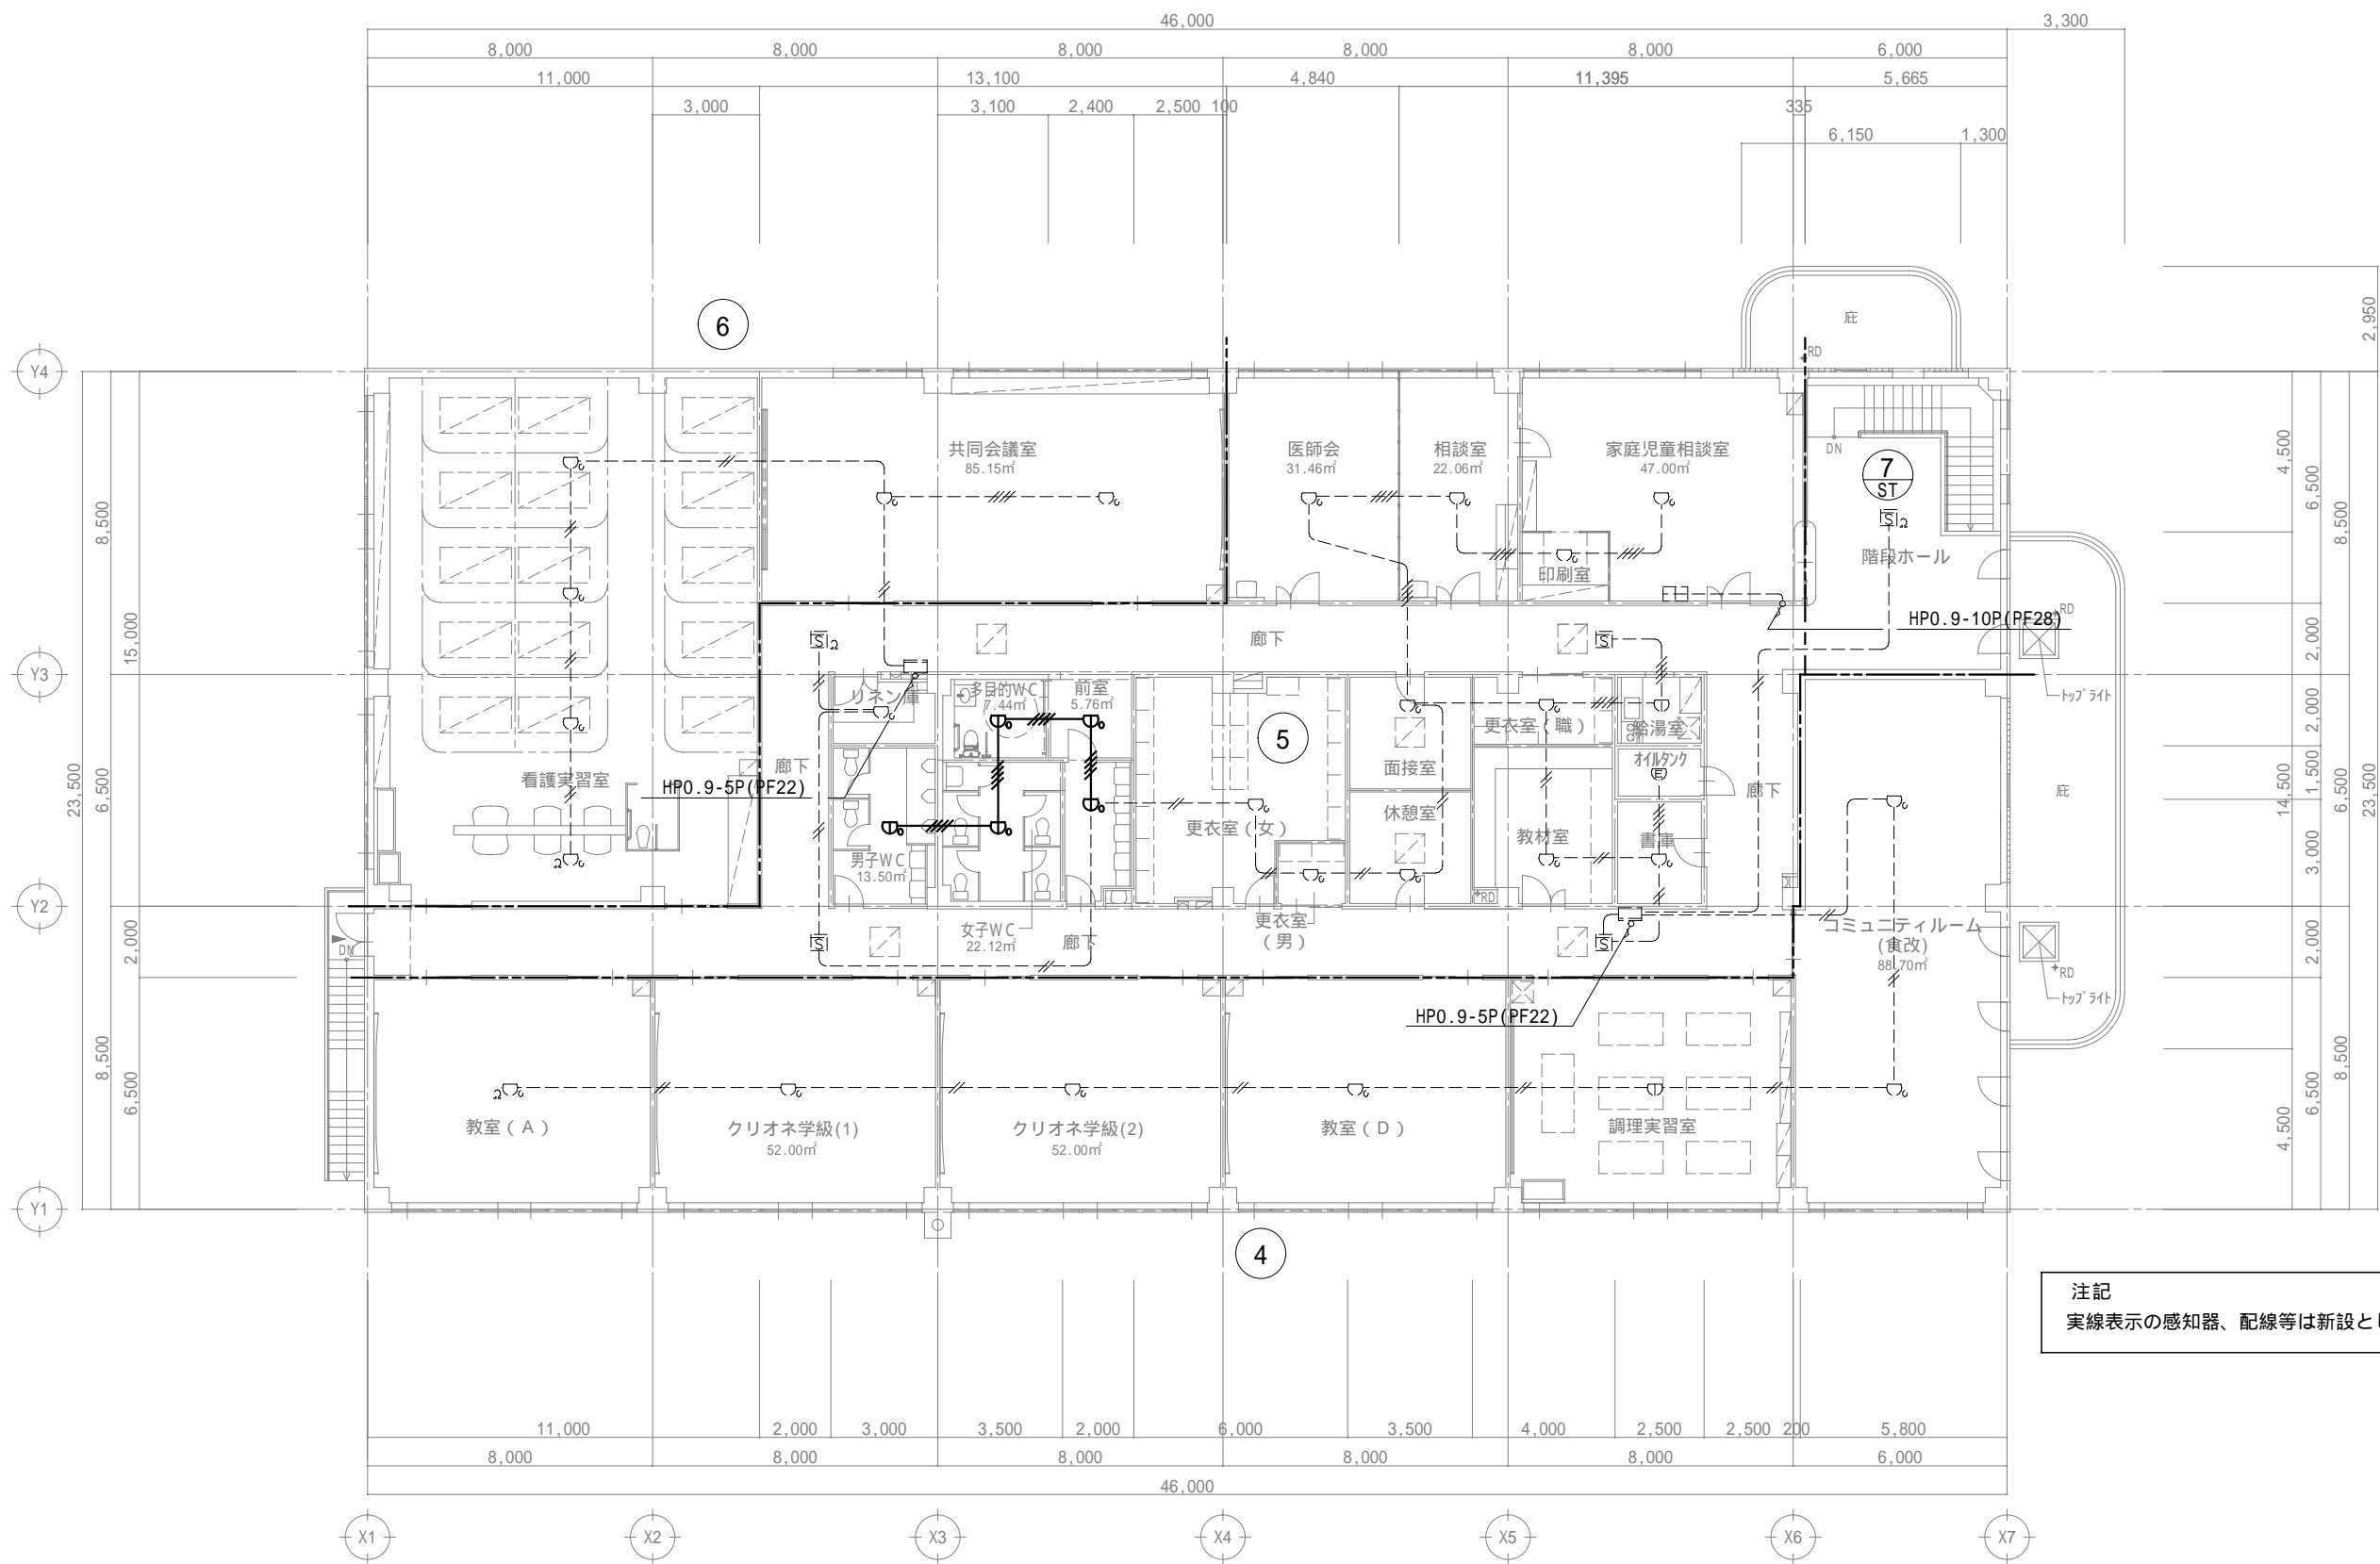 46,000 3,300
8,000 8,000 8,000 8,000 8,000 6,000
11,000 13,100 4,840 11,395 5,665
3,000 3,100 2,400 2,500 100 335
6,150 1,300
2,950
庇
6
RD
Y4
共同会議室
85.15㎡
医師会
31.46㎡
相談室
22.06㎡
家庭児童相談室
47.00㎡
DN
7
ST
階段ホール
印刷室
4,500
6,500
8,500
8,500
15,000
HP0.9-10P(PF28)
RD
廊下
2,000
Y3
トップライト
リネン庫
多目的WC
7.44㎡
前室
5.76㎡
5
更衣室(職)
給湯室
2,000
看護実習室
廊下
面接室
オイルタンク
廊下
庇
HP0.9-5P(PF22)
23,500
6,500
1,500
14,500
6,500
23,500
更衣室(女)
休憩室
教材室
書庫
男子WC
13.50㎡
3,000
RD
Y2
女子WC
22.12㎡
廊下
更衣室
(男)
コミュニティルーム
(食改)
88.70㎡
DN
2,000
2,000
RD
トップライト
HP0.9-5P(PF22)
8,500
6,500
8,500
6,500
4,500
教室(A)
クリオネ学級(1)
52.00㎡
クリオネ学級(2)
52.00㎡
教室(D)
調理実習室
Y1
4
注記
実線表示の感知器、配線等は新設と
11,000 2,000 3,000 3,500 2,000 6,000 3,500 4,000 2,500 2,500 200 5,800
8,000 8,000 8,000 8,000 8,000 6,000
46,000
X1 X2 X3 X4 X5 X6 X7